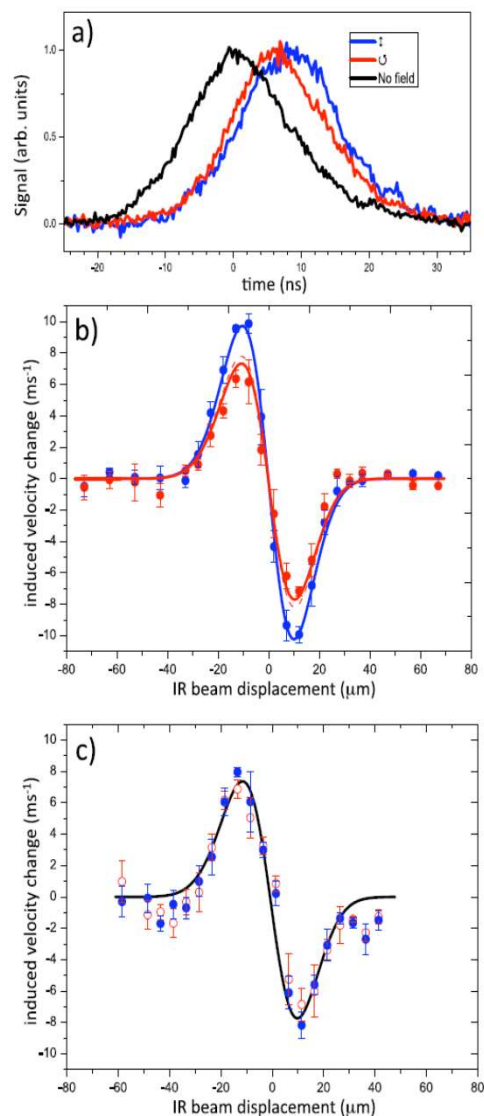 a)
↕
↺
No field
1.0
0.5
0.0
Signal (arb. units)
-20 -10 0 10 20 30
time (ns)
b)
10
8
6
4
2
0
-2
-4
-6
-8
-10
induced velocity change (ms⁻¹)
-80 -60 -40 -20 0 20 40 60 80
IR beam displacement (μm)
c)
10
8
6
4
2
0
-2
-4
-6
-8
-10
induced velocity change (ms⁻¹)
-80 -60 -40 -20 0 20 40 60 80
IR beam displacement (μm)